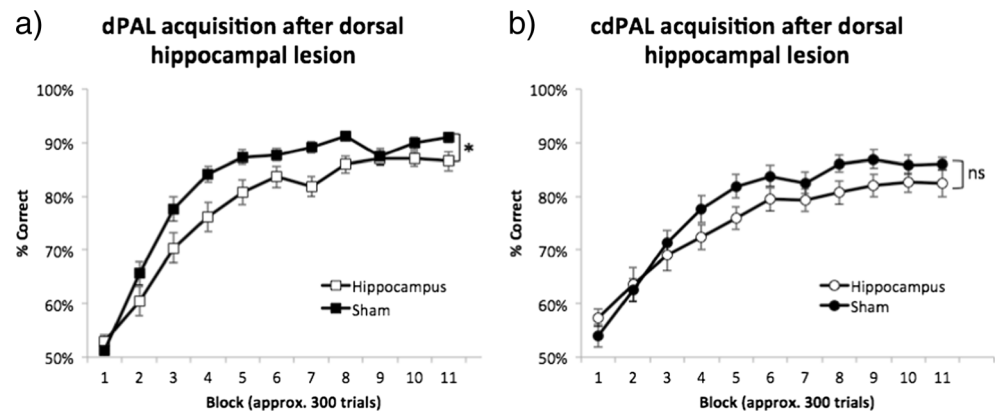 a)
dPAL acquisition after dorsal
hippocampal lesion
100%
90%
80%
70%
60%
50%
% Correct
*
Hippocampus
Sham
1 2 3 4 5 6 7 8 9 10 11
Block (approx. 300 trials)
b)
cdPAL acquisition after dorsal
hippocampal lesion
100%
90%
80%
70%
60%
50%
% Correct
ns
Hippocampus
Sham
1 2 3 4 5 6 7 8 9 10 11
Block (approx. 300 trials)